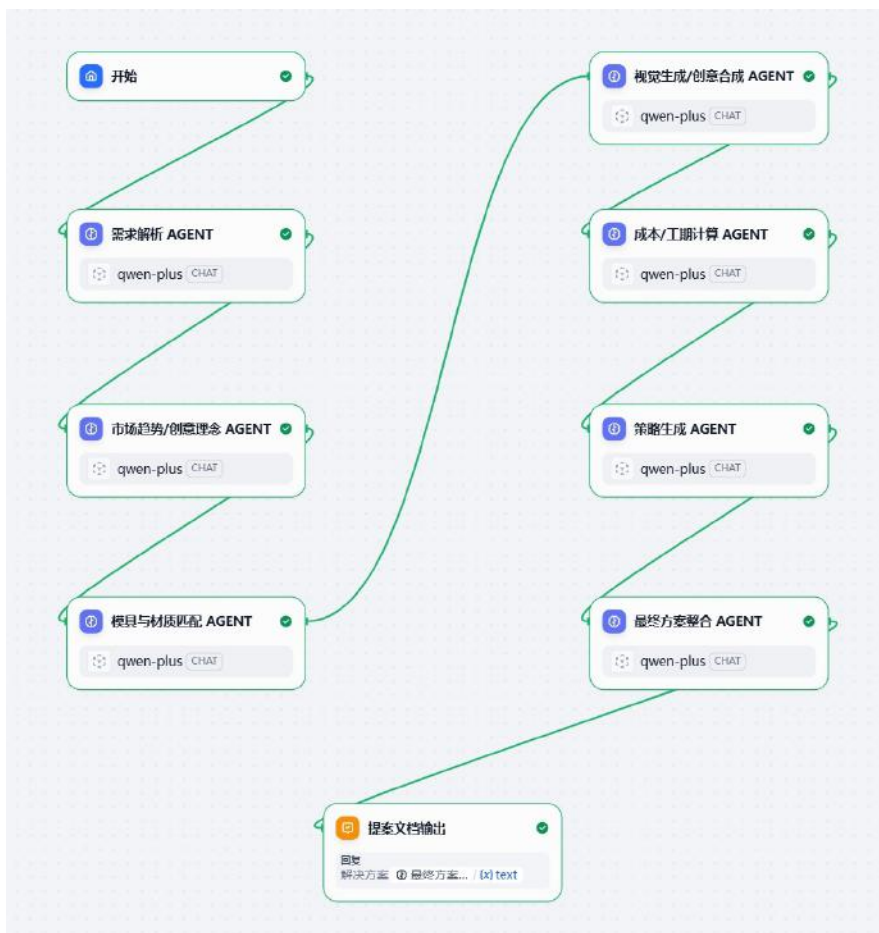 开始
需求解析 AGENT
qwen-plus CHAT
市场趋势/创意理念 AGENT
qwen-plus CHAT
模具与材质匹配 AGENT
qwen-plus CHAT
视觉生成/创意合成 AGENT
qwen-plus CHAT
成本/工期计算 AGENT
qwen-plus CHAT
策略生成 AGENT
qwen-plus CHAT
最终方案整合 AGENT
qwen-plus CHAT
提案文档输出
回复
解决方案 最终方案... / {x} text